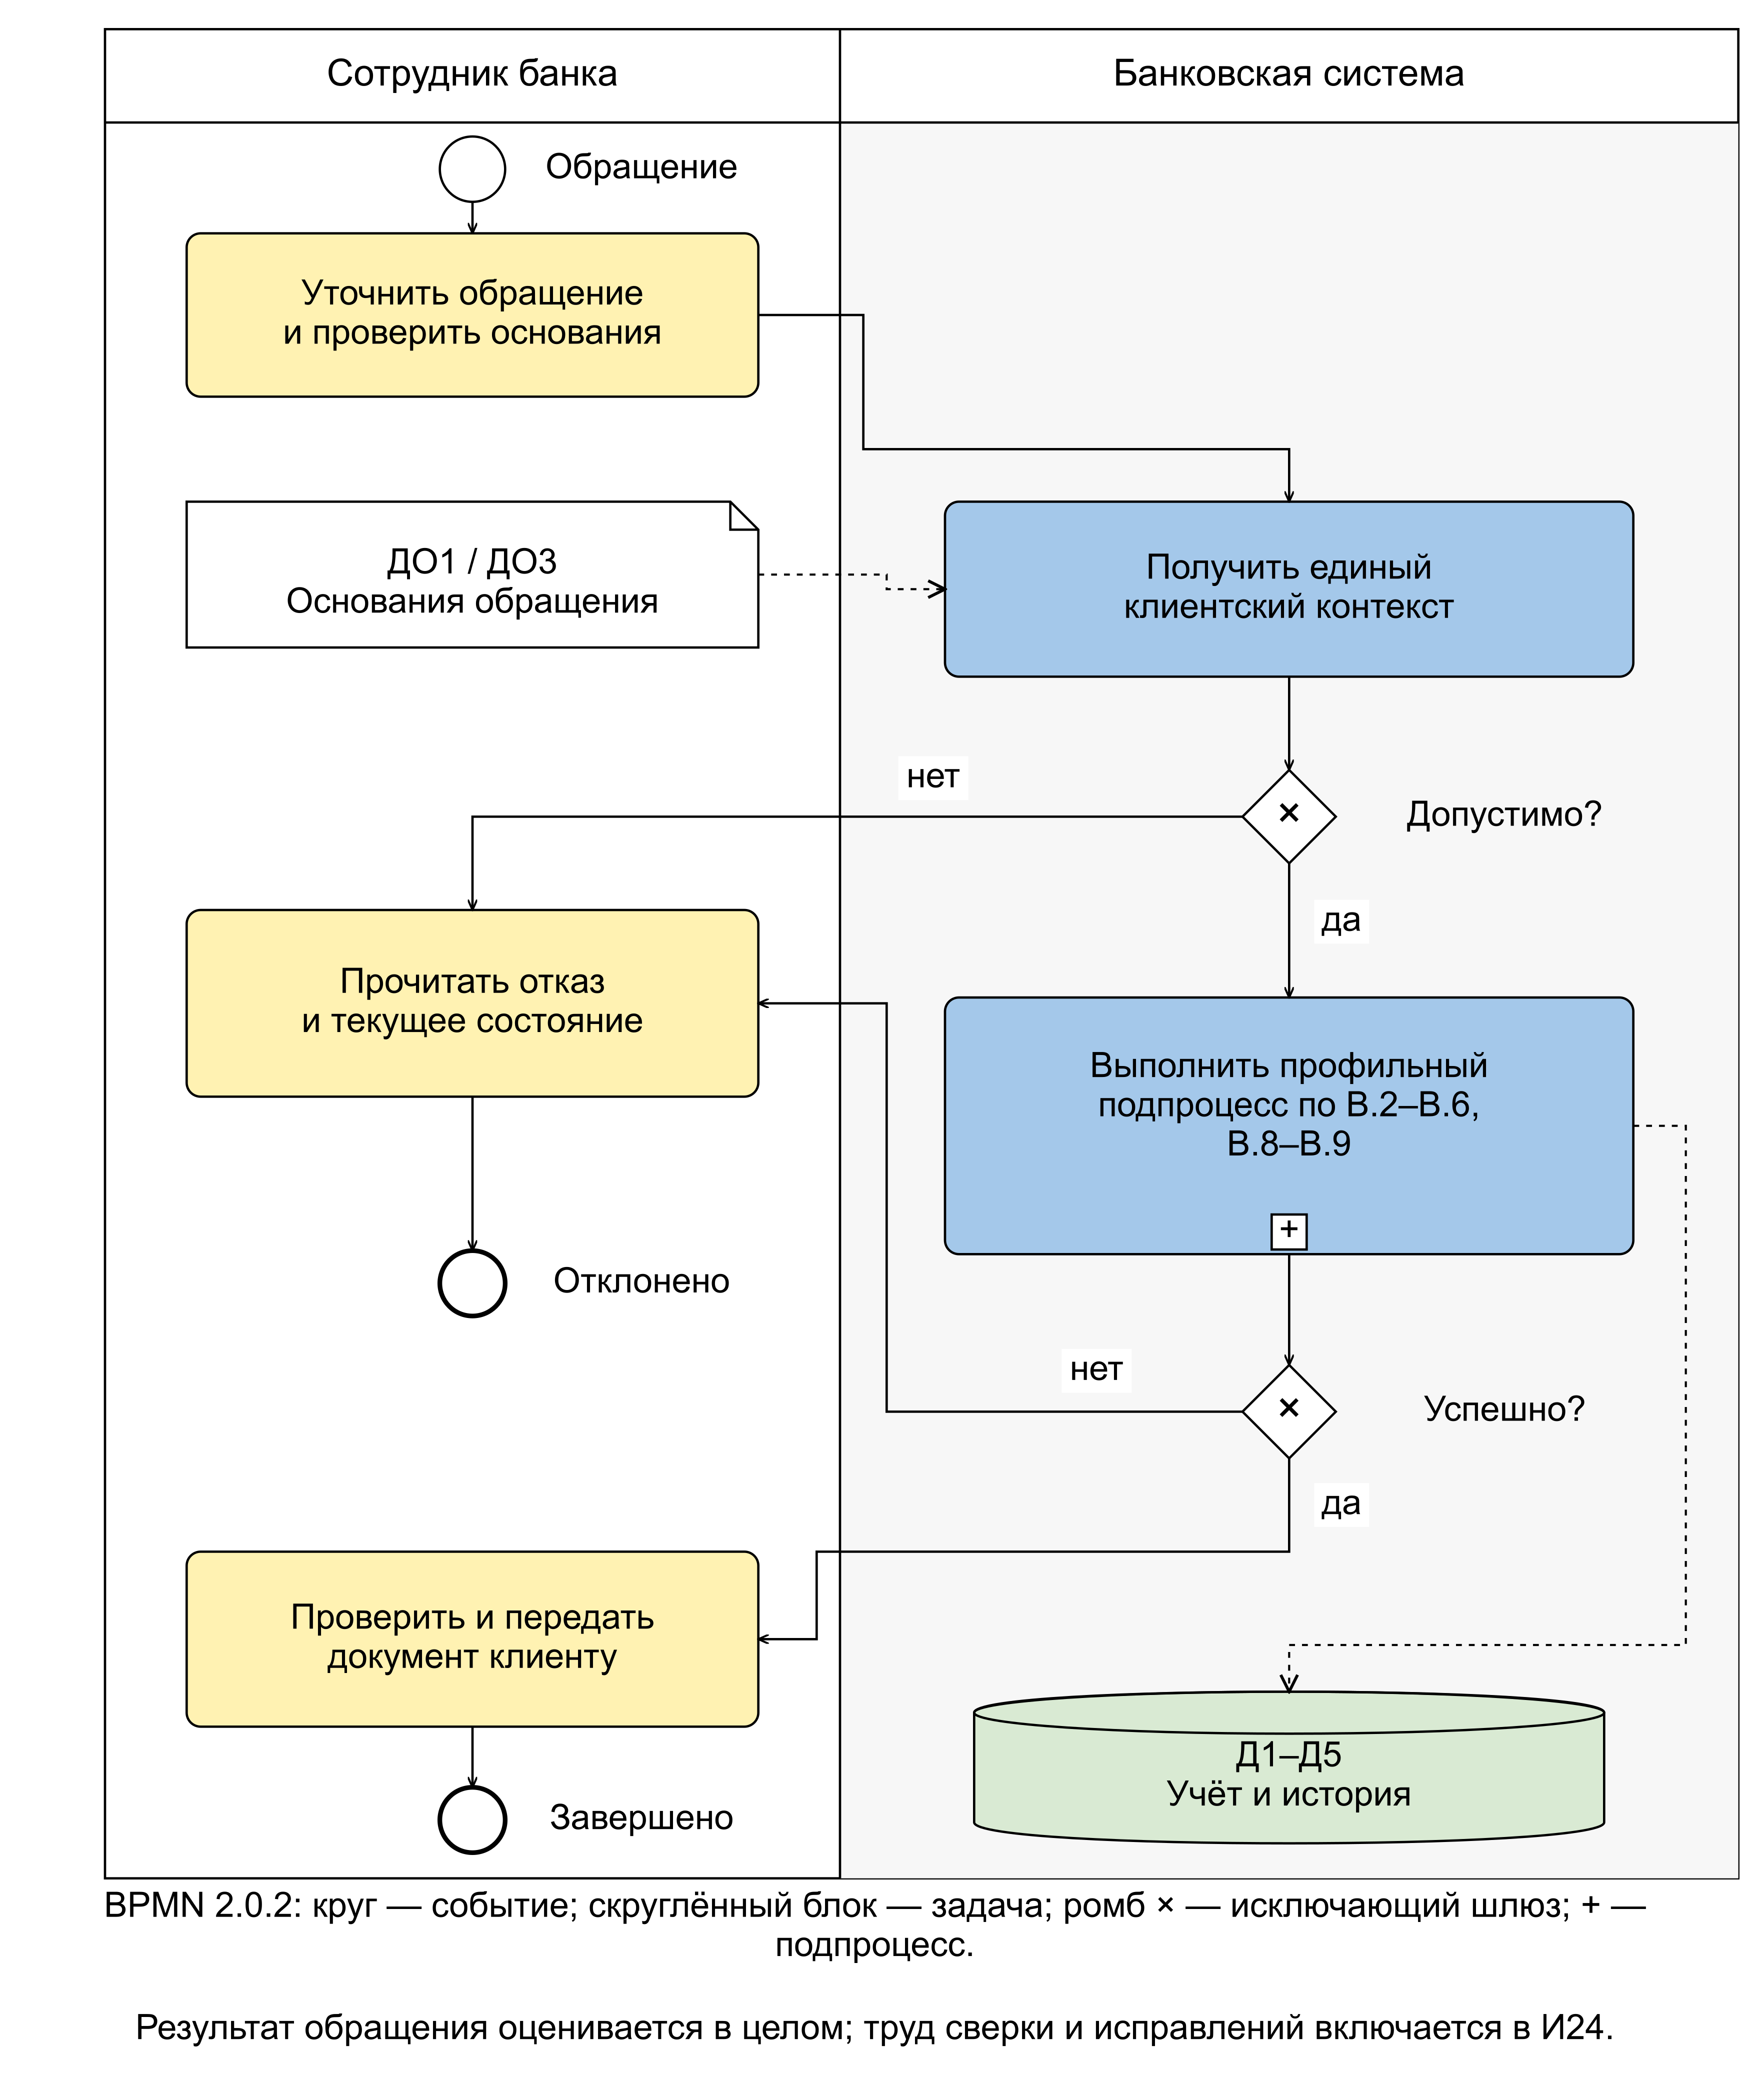 Сотрудник банка
Банковская система
Обращение
Уточнить обращение
и проверить основания
ДО1 / ДО3
Основания обращения
Получить единый
клиентский контекст
нет
×
Допустимо?
да
Прочитать отказ
и текущее состояние
Выполнить профильный
подпроцесс по В.2–В.6,
В.8–В.9
+
Отклонено
нет
×
Успешно?
да
Проверить и передать
документ клиенту
Д1–Д5
Учёт и история
Завершено
BPMN 2.0.2: круг — событие; скруглённый блок — задача; ромб × — исключающий шлюз; + —
подпроцесс.
Результат обращения оценивается в целом; труд сверки и исправлений включается в И24.